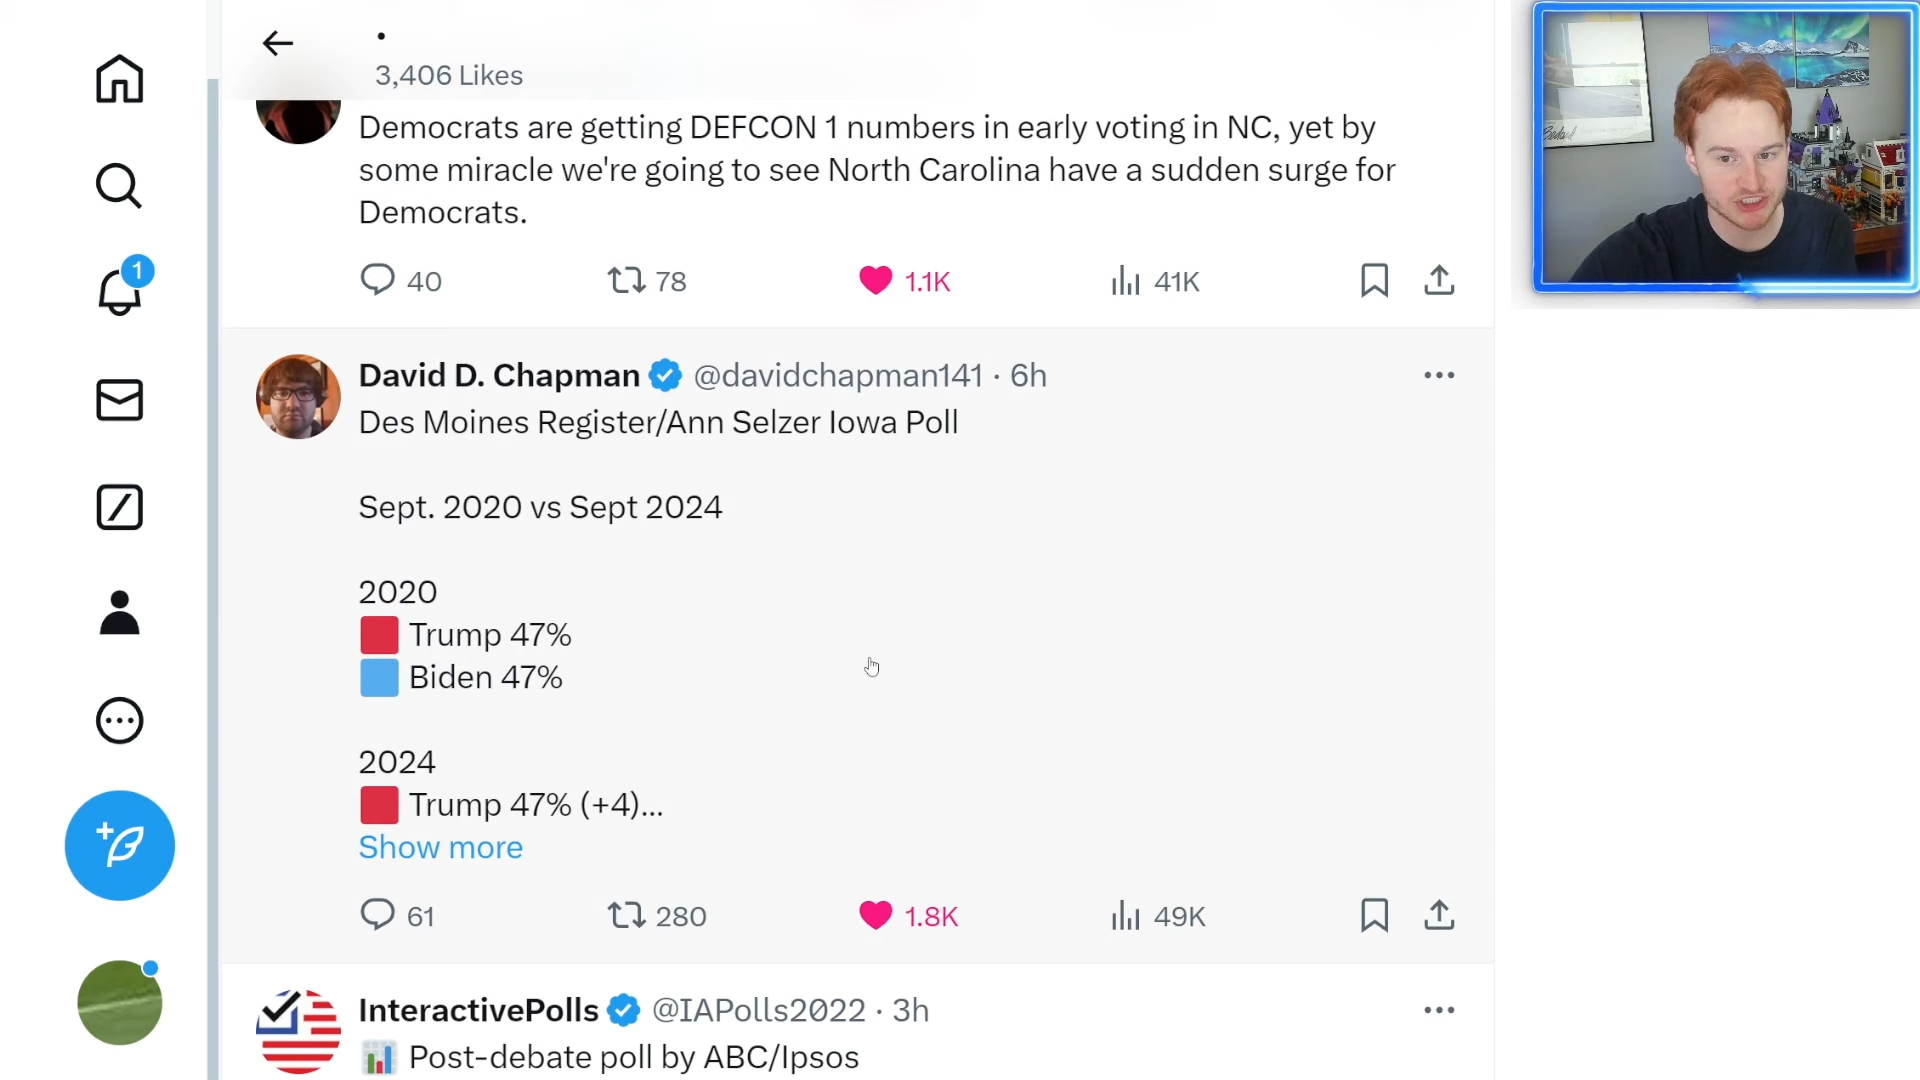 3,406 Likes
Democrats are getting DEFCON 1 numbers in early voting in NC, yet by
some miracle we're going to see North Carolina have a sudden surge for
Democrats.
40 78 1.1K 41K
1
David D. Chapman @davidchapman141 · 6h
Des Moines Register/Ann Selzer Iowa Poll
Sept. 2020 vs Sept 2024
2020
Trump 47%
Biden 47%
2024
Trump 47% (+4)...
Show more
61 280 1.8K 49K
InteractivePolls @IAPolls2022 · 3h
Post-debate poll by ABC/Ipsos